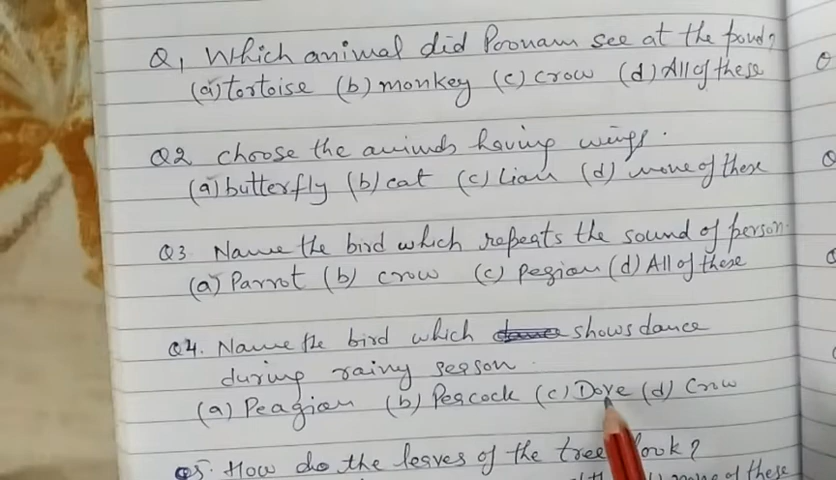 Q1 Which animal did Poonam see at the pond?
(a) tortoise (b) monkey (c) crow (d) All of these
Q2 choose the animals having wings.
(a) butterfly (b) cat (c) Lion (d) none of these
Q3. Name the bird which repeats the sound of person.
(a) Parrot (b) crow (c) pegion (d) All of these
Q4. Name the bird which shows dance
during rainy season.
(a) Peagion (b) Peacock (c) Dove (d) Crow
Q5. How do the leaves of the tree look?
none of these